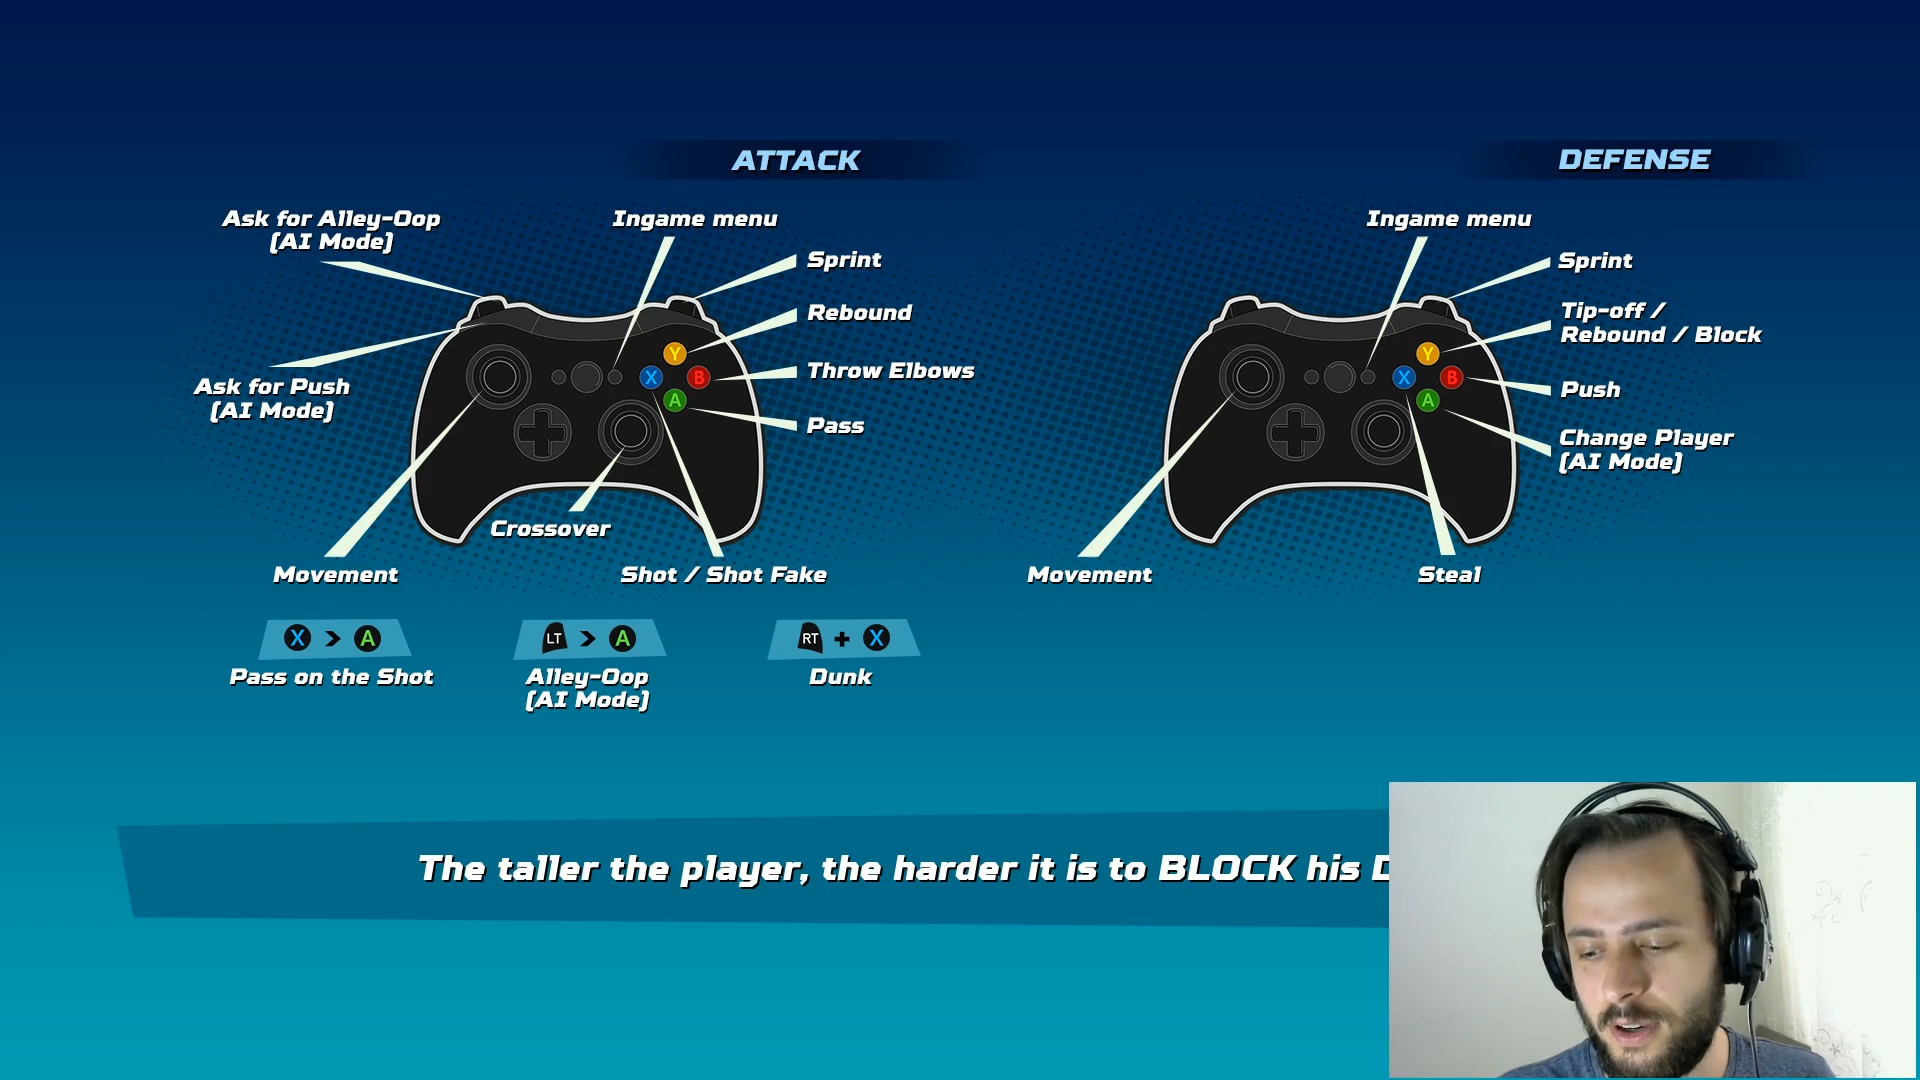 ATTACK
Ask for Alley-Oop
(AI Mode)
Ingame menu
Sprint
Rebound
Throw Elbows
Pass
Ask for Push
(AI Mode)
Y
X
B
A
Crossover
Movement
Shot / Shot Fake
X > A
Pass on the Shot
LT > A
Alley-Oop
(AI Mode)
RT + X
Dunk
DEFENSE
Ingame menu
Sprint
Tip-off /
Rebound / Block
Push
Change Player
(AI Mode)
Y
X
B
A
Movement
Steal
The taller the player, the harder it is to BLOCK his